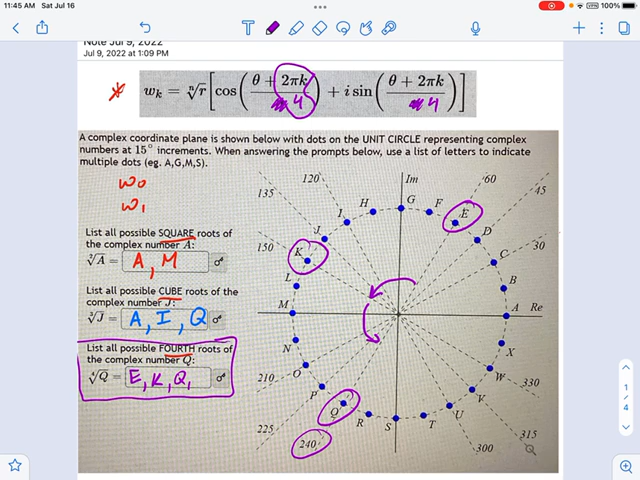 11:45 AM Sat Jul 16
100%
Note Jul 9, 2022
Jul 9, 2022 at 1:09 PM
* w_k = ⁿ√r [cos((θ + 2πk)/4) + i sin((θ + 2πk)/4)]
A complex coordinate plane is shown below with dots on the UNIT CIRCLE representing complex
numbers at 15° increments. When answering the prompts below, use a list of letters to indicate
multiple dots (eg. A,G,M,S).
w0
w1
List all possible SQUARE roots of
the complex number A:
²√A = A, M
List all possible CUBE roots of the
complex number J:
³√J = A, I, Q
List all possible FOURTH roots of
the complex number Q:
⁴√Q = E, K, Q,
120 Im 60
135 45
H G F E
I D
J C 30
150 K
L B
M A Re
N X
O W
210 330
P V
Q U
R S T
225 315
240 300
1
4